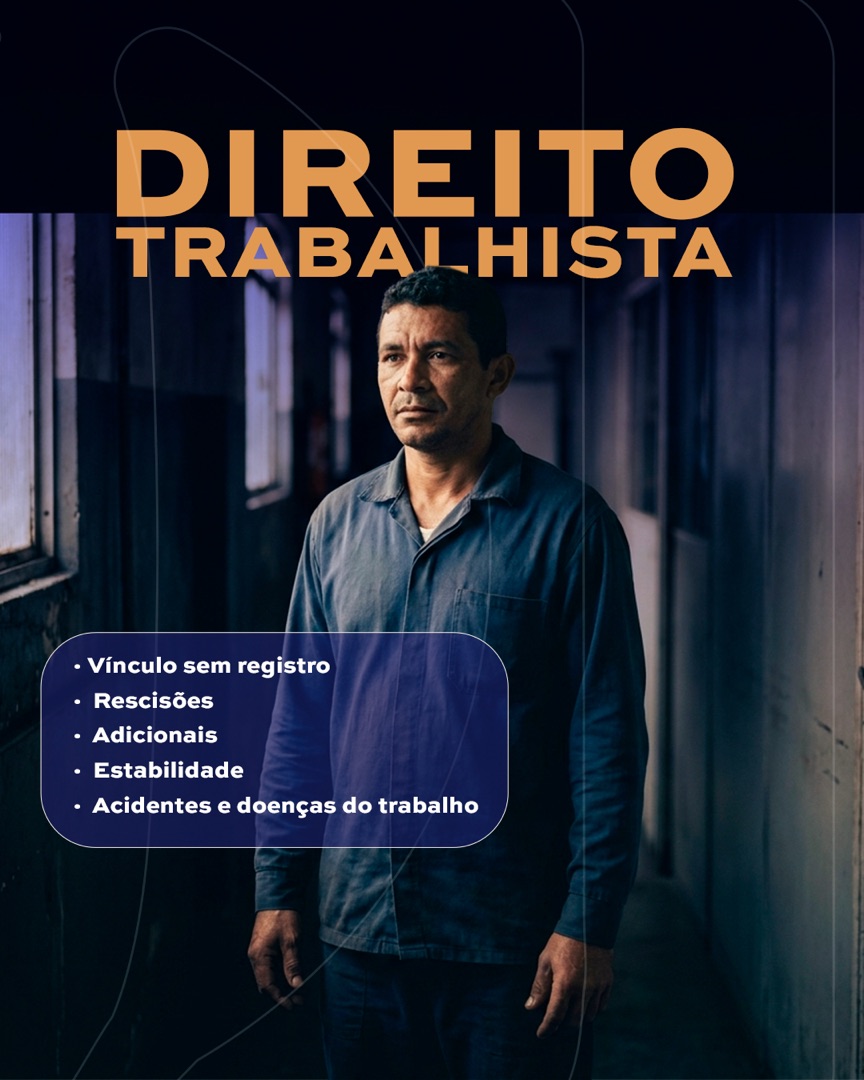 DIREITO
TRABALHISTA
• Vínculo sem registro
• Rescisões
• Adicionais
• Estabilidade
• Acidentes e doenças do trabalho